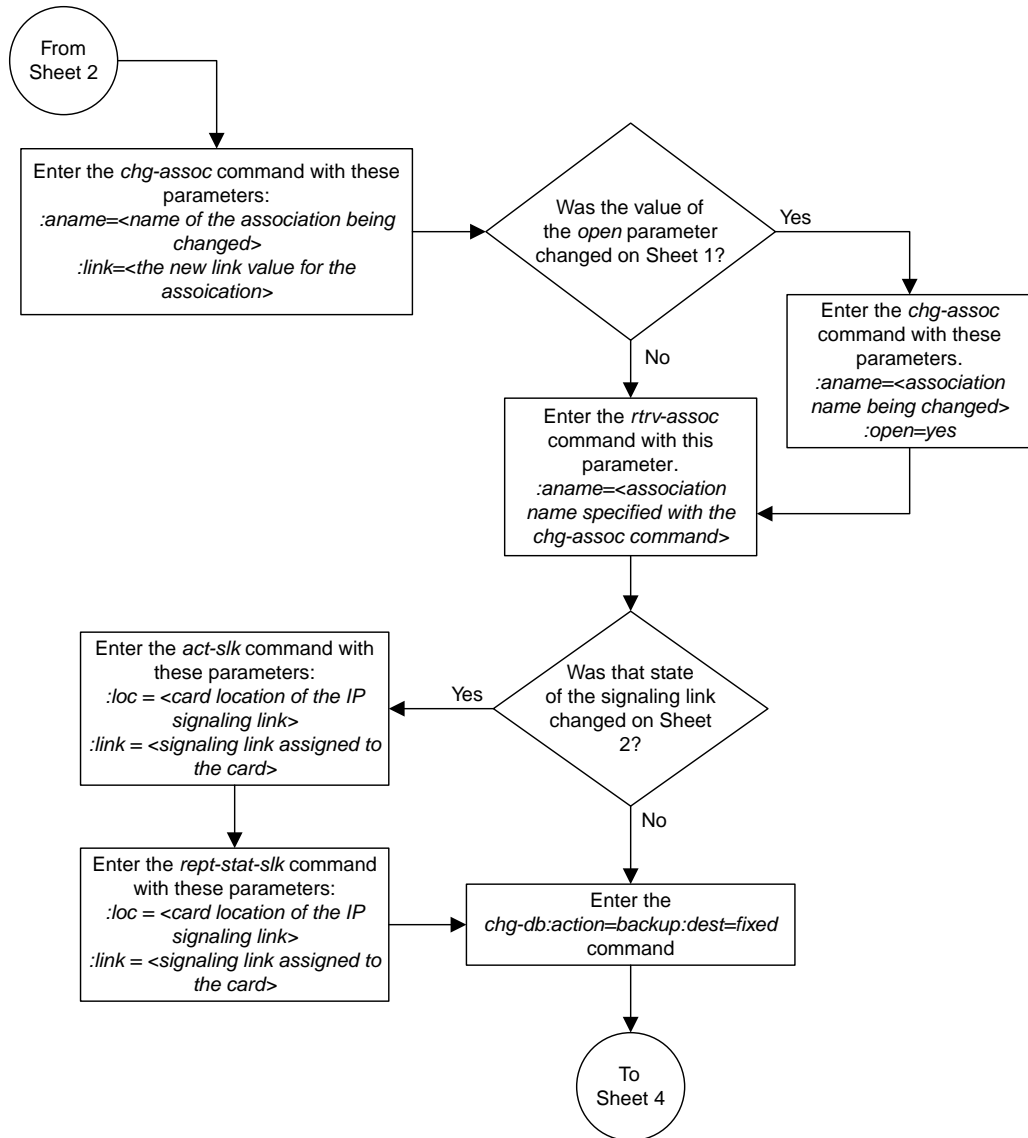 From
Sheet 2
Enter the chg-assoc command with these
parameters:
:aname=<name of the association being
changed>
:link=<the new link value for the
assoication>
Was the value of
the open parameter
changed on Sheet 1?
Yes
No
Enter the chg-assoc
command with these
parameters.
:aname=<association
name being changed>
:open=yes
Enter the rtrv-assoc
command with this
parameter.
:aname=<association
name specified with the
chg-assoc command>
Was that state
of the signaling link
changed on Sheet
2?
Yes
No
Enter the act-slk command with
these parameters:
:loc = <card location of the IP
signaling link>
:link = <signaling link assigned to
the card>
Enter the rept-stat-slk command
with these parameters:
:loc = <card location of the IP
signaling link>
:link = <signaling link assigned to
the card>
Enter the
chg-db:action=backup:dest=fixed
command
To
Sheet 4